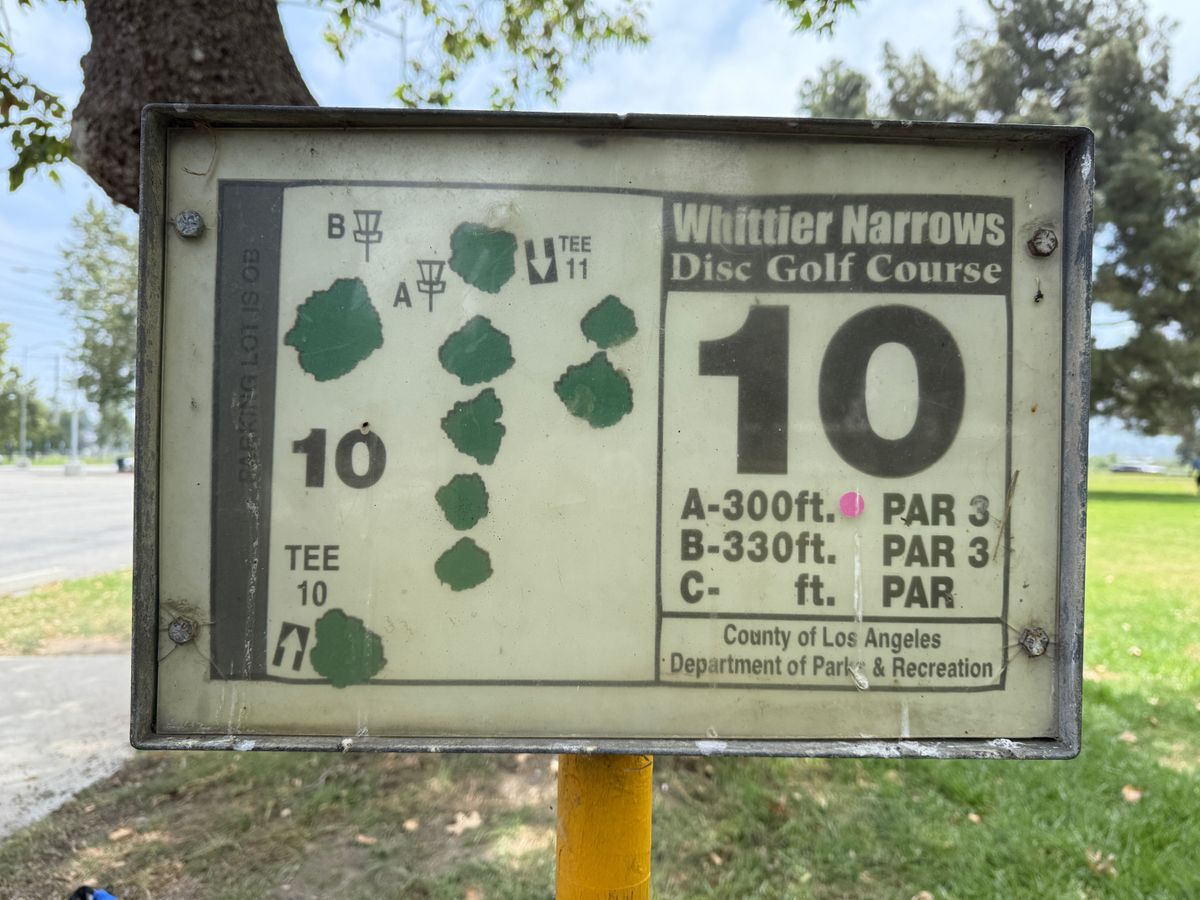 PARKING LOT IS OB
B
A
TEE
11
10
TEE
10
Whittier Narrows
Disc Golf Course
10
A-300ft. PAR 3
B-330ft. PAR 3
C- ft. PAR
County of Los Angeles
Department of Parks & Recreation